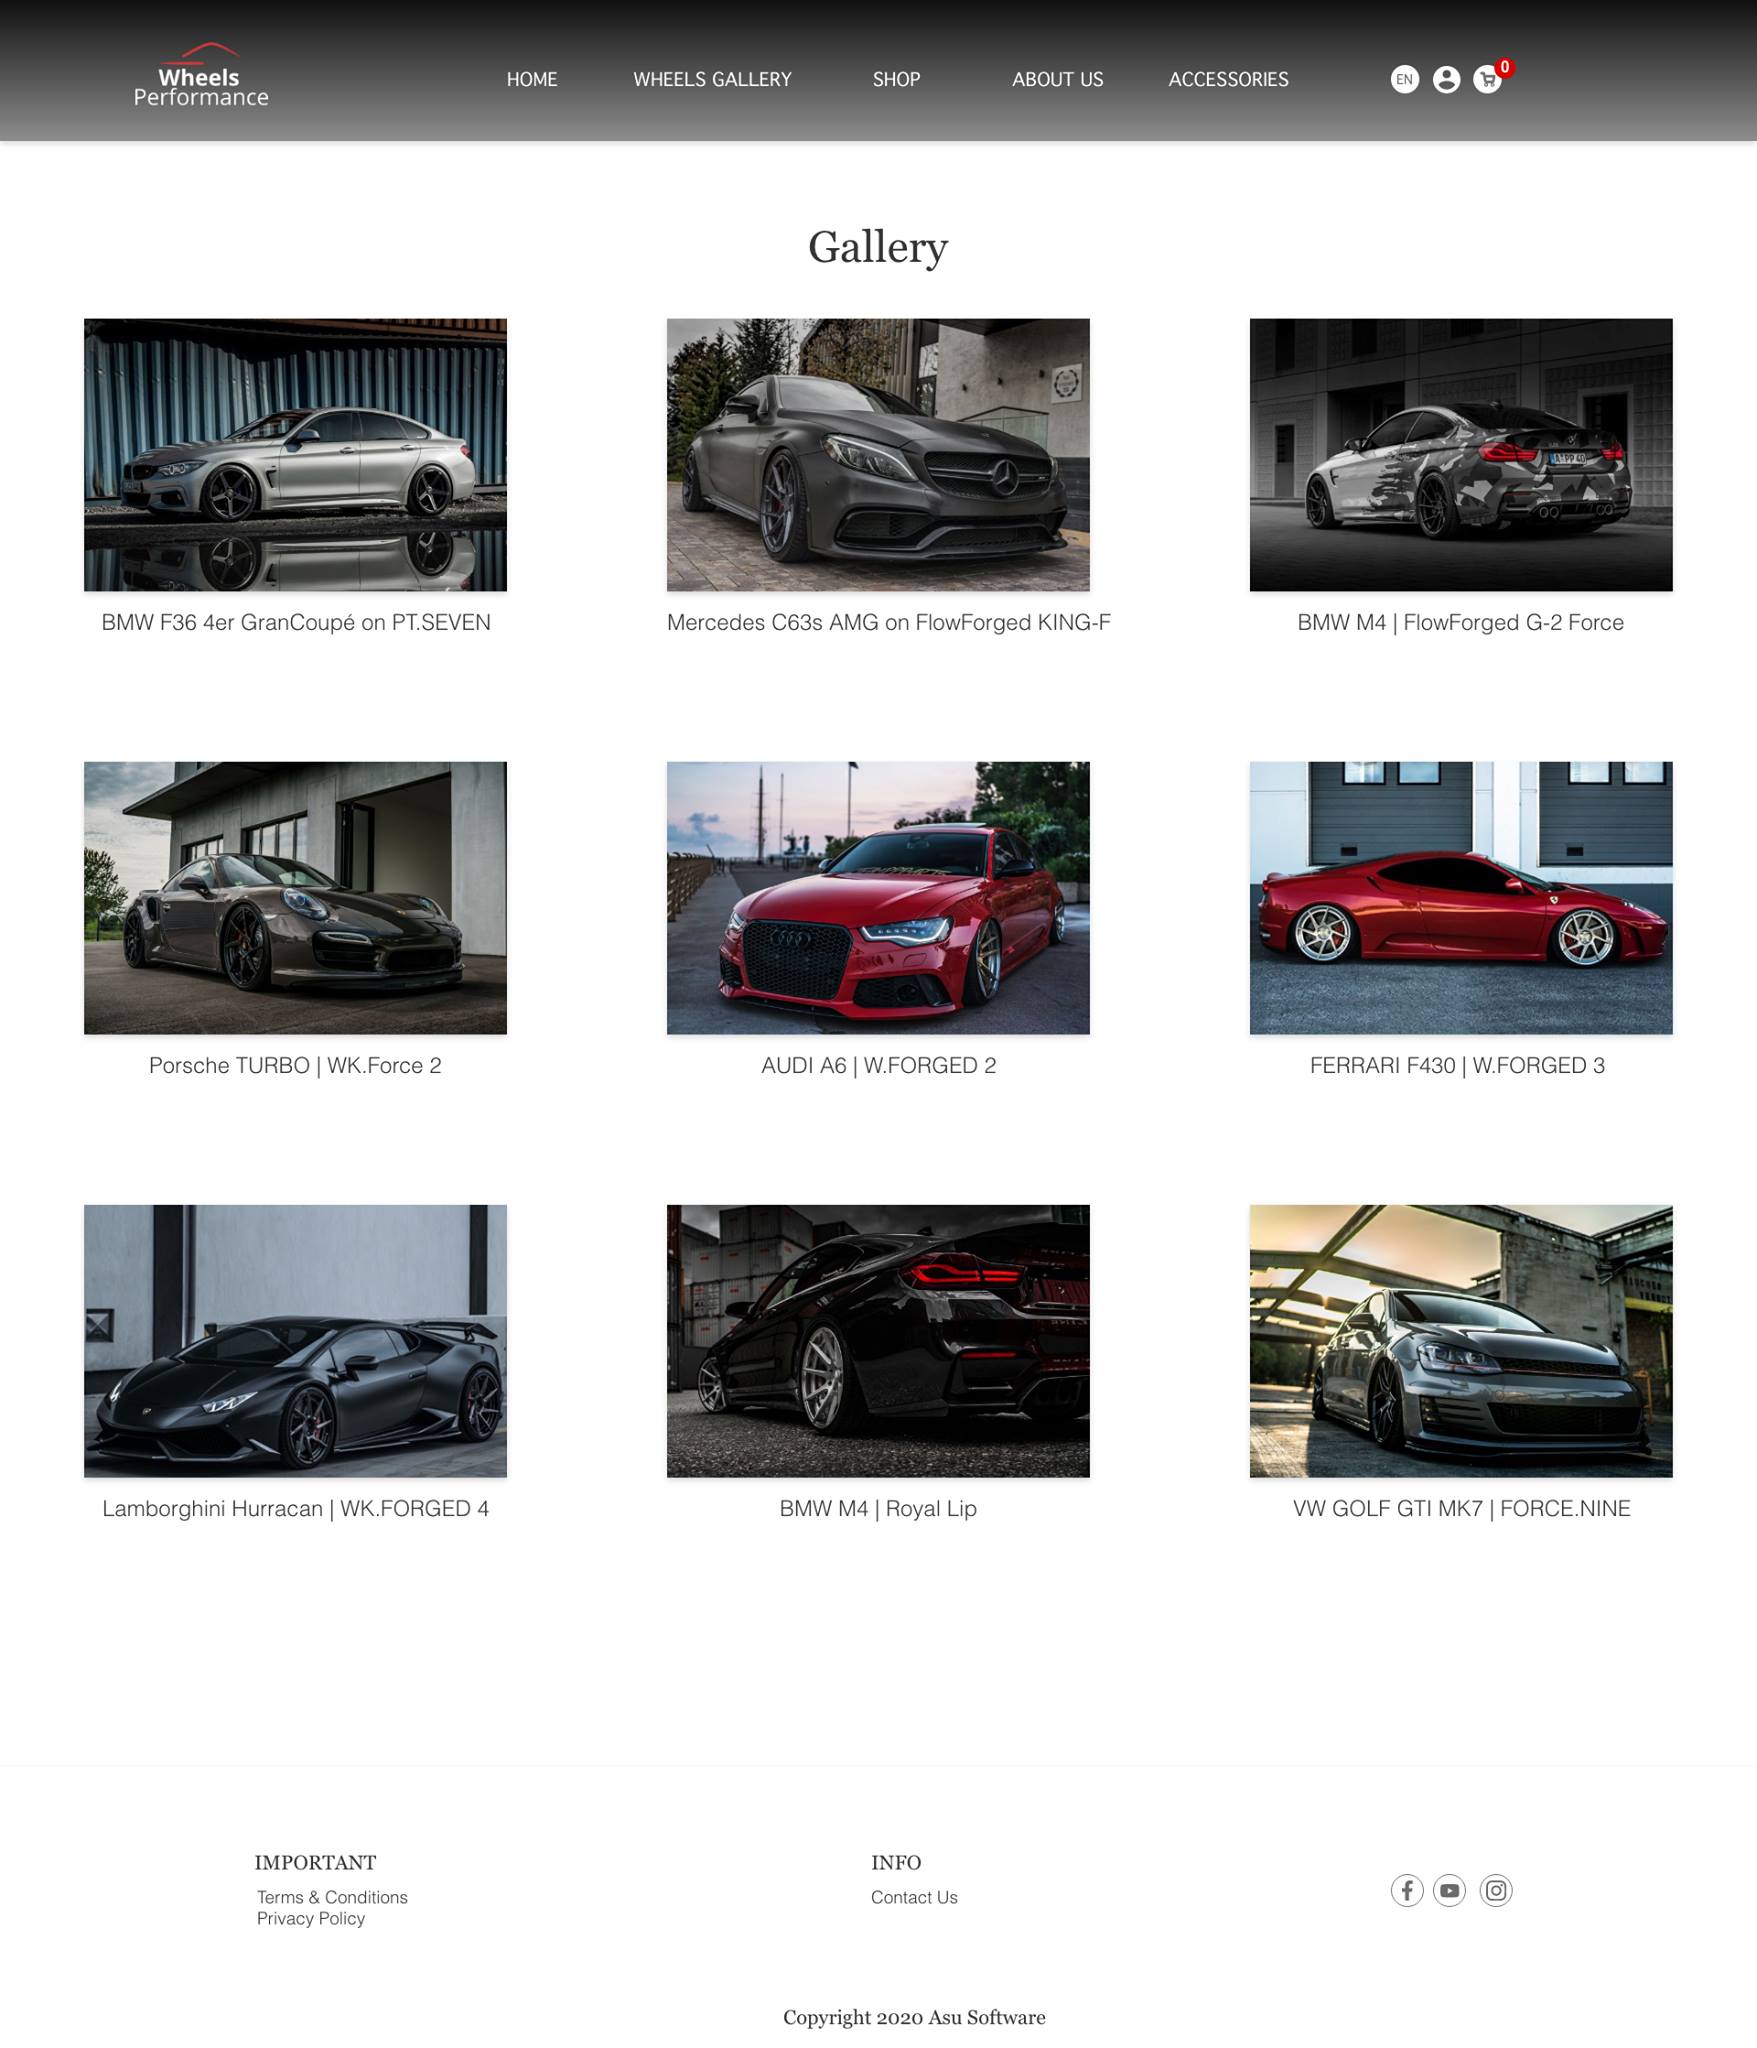 Wheels
Performance
HOME
WHEELS GALLERY
SHOP
ABOUT US
ACCESSORIES
EN
0
Gallery
BMW F36 4er GranCoupé on PT.SEVEN
Mercedes C63s AMG on FlowForged KING-F
BMW M4 | FlowForged G-2 Force
Porsche TURBO | WK.Force 2
AUDI A6 | W.FORGED 2
FERRARI F430 | W.FORGED 3
Lamborghini Hurracan | WK.FORGED 4
BMW M4 | Royal Lip
VW GOLF GTI MK7 | FORCE.NINE
IMPORTANT
Terms & Conditions
Privacy Policy
INFO
Contact Us
Copyright 2020 Asu Software